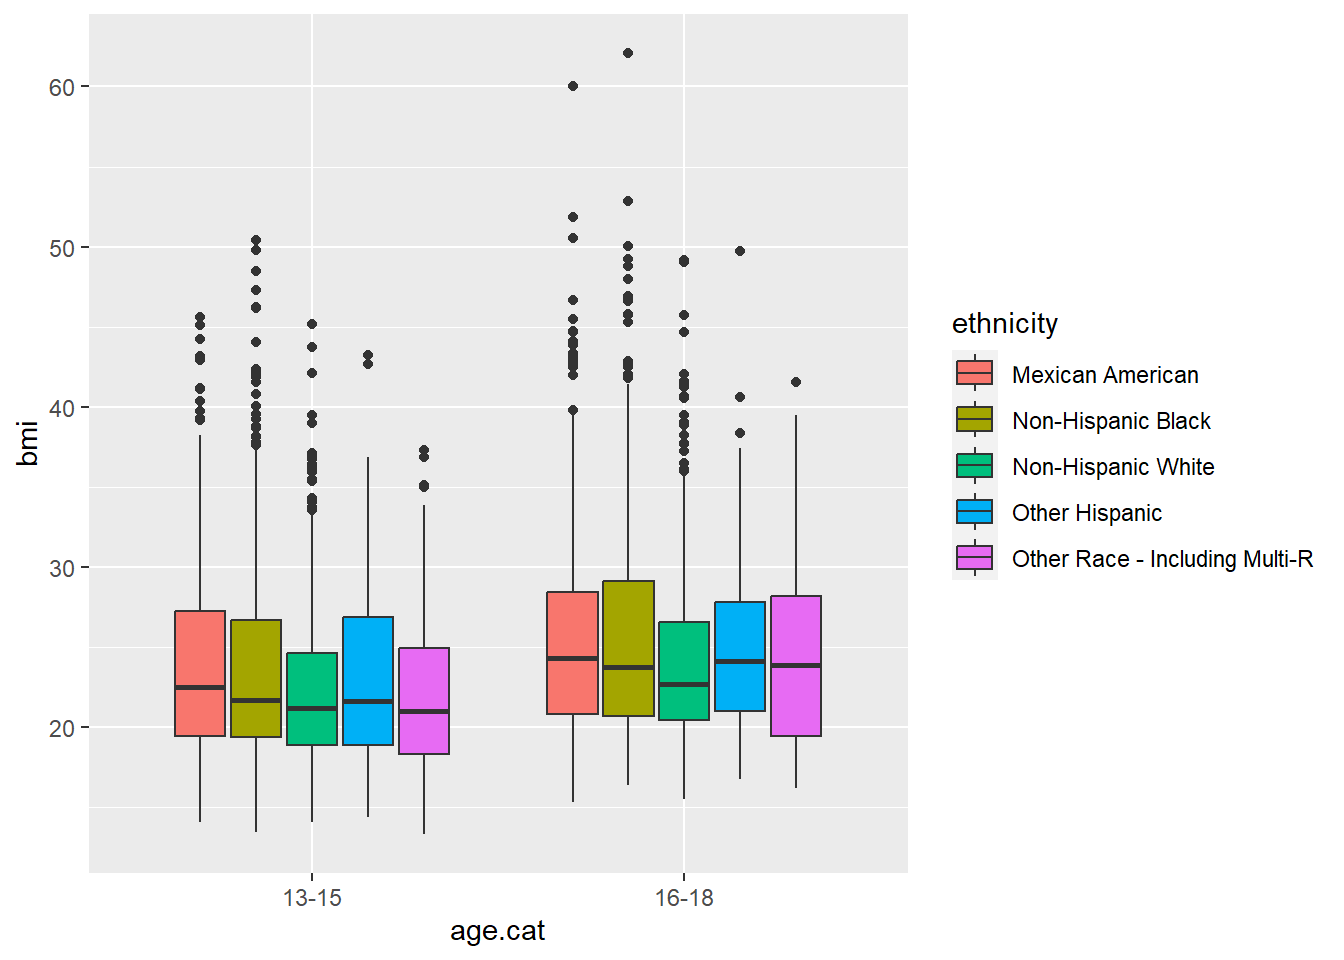 60
50
40
30
20
bmi
13-15
16-18
age.cat
ethnicity
Mexican American
Non-Hispanic Black
Non-Hispanic White
Other Hispanic
Other Race - Including Multi-R